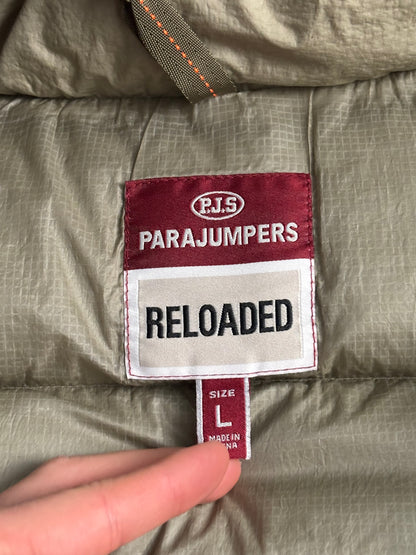 P.J.S
PARAJUMPERS
RELOADED
SIZE
L
MADE IN